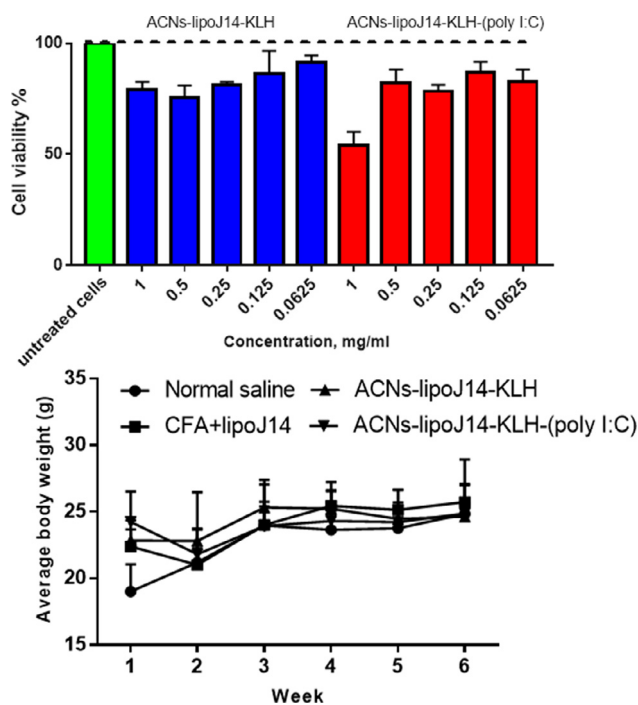 ACNs-lipoJ14-KLH ACNs-lipoJ14-KLH-(poly I:C)
100
50
0
Cell viability %
untreated cells 1 0.5 0.25 0.125 0.0625 1 0.5 0.25 0.125 0.0625
Concentration, mg/ml
35
30
25
20
15
Average body weight (g)
Normal saline ACNs-lipoJ14-KLH
CFA+lipoJ14 ACNs-lipoJ14-KLH-(poly I:C)
1 2 3 4 5 6
Week